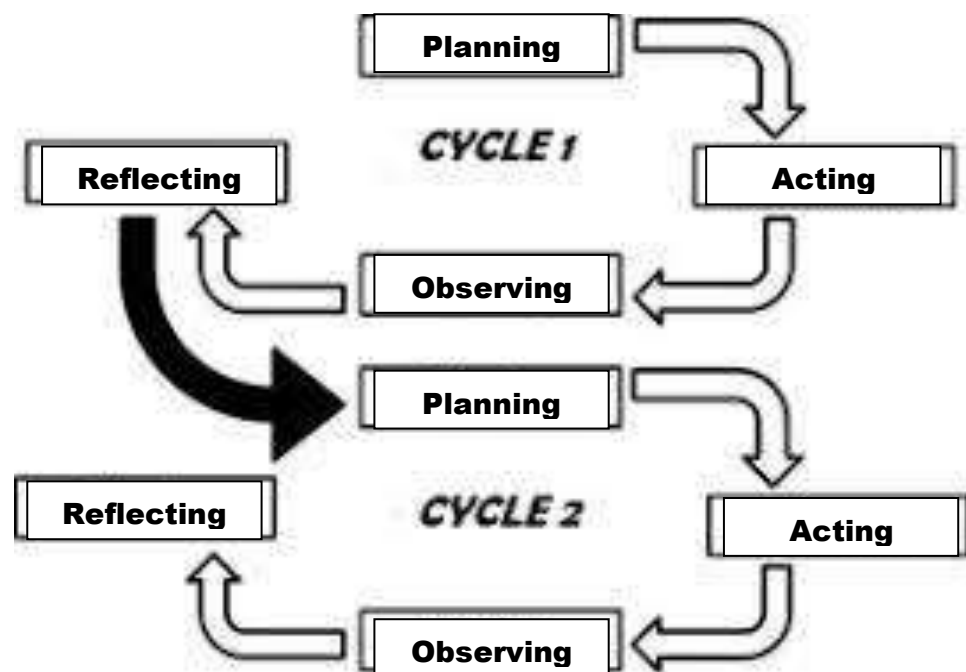 Planning
CYCLE 1
Reflecting
Acting
Observing
Planning
Reflecting
CYCLE 2
Acting
Observing